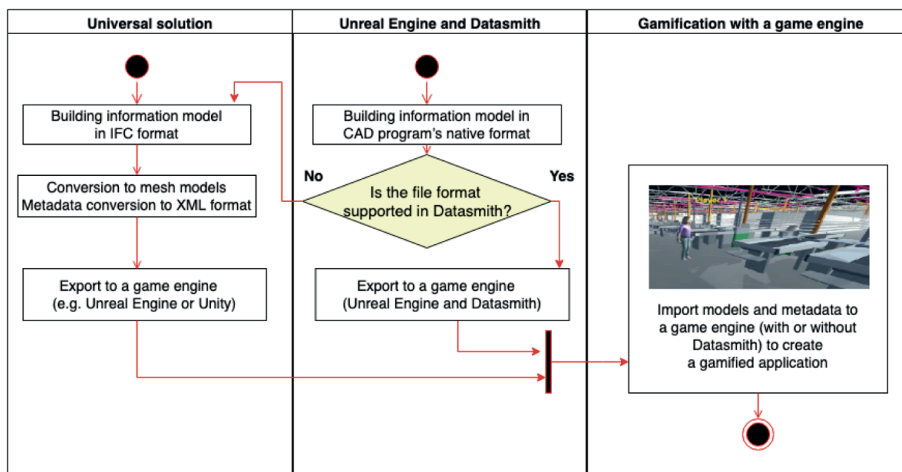 Universal solution
Unreal Engine and Datasmith
Gamification with a game engine
Building information model
in IFC format
Conversion to mesh models
Metadata conversion to XML format
Export to a game engine
(e.g. Unreal Engine or Unity)
Building information model in
CAD program's native format
No
Yes
Is the file format
supported in Datasmith?
Export to a game engine
(Unreal Engine and Datasmith)
Import models and metadata to
a game engine (with or without
Datasmith) to create
a gamified application